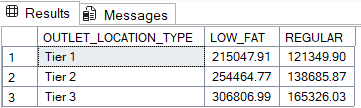 Results Messages
OUTLET_LOCATION_TYPE LOW_FAT REGULAR
1 Tier 1 215047.91 121349.90
2 Tier 2 254464.77 138685.87
3 Tier 3 306806.99 165326.03